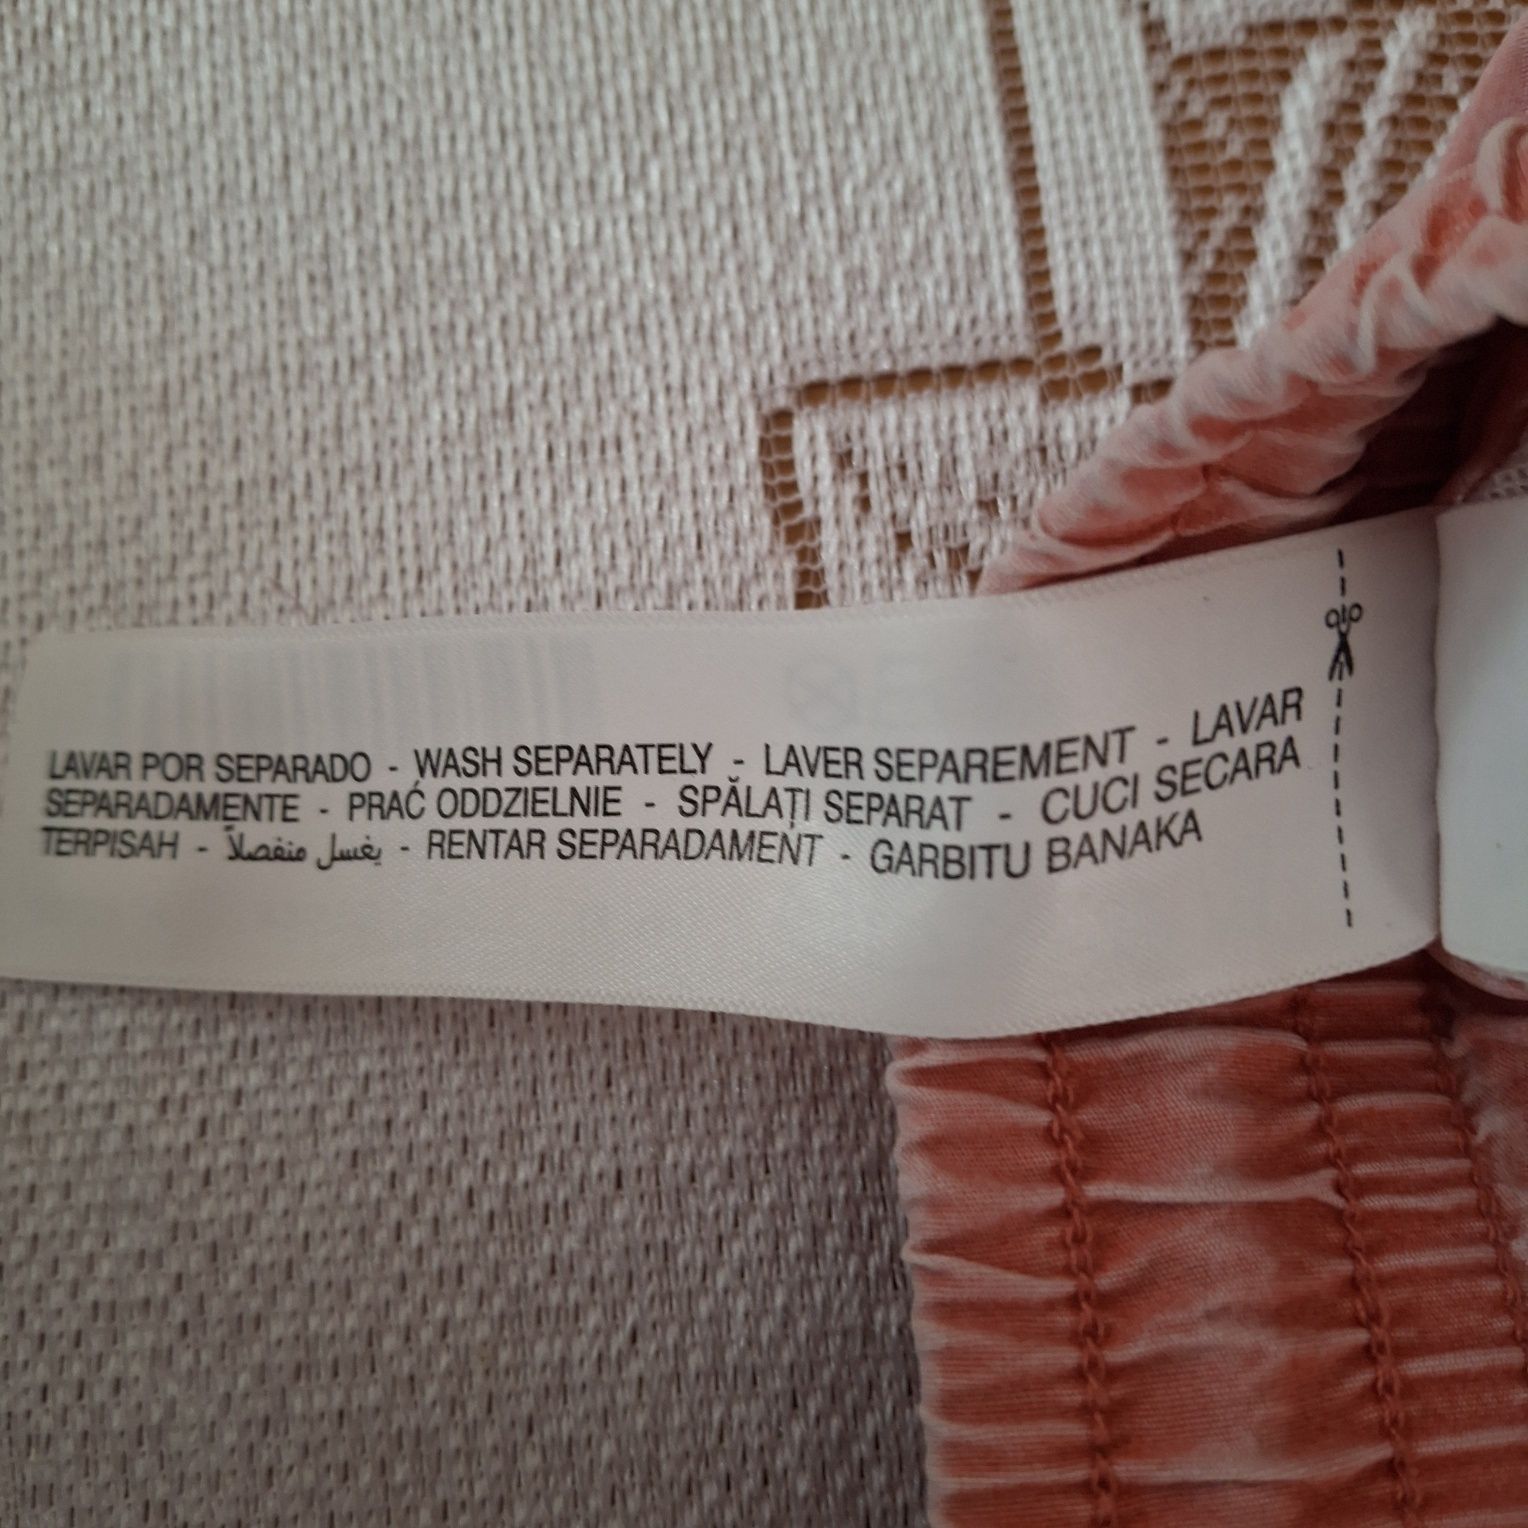 LAVAR POR SEPARADO - WASH SEPARATELY - LAVER SEPAREMENT - LAVAR
SEPARADAMENTE - PRAĆ ODDZIELNIE - SPĂLAȚI SEPARAT - CUCI SECARA
TERPISAH - يغسل منفصلاً - RENTAR SEPARADAMENT - GARBITU BANAKA